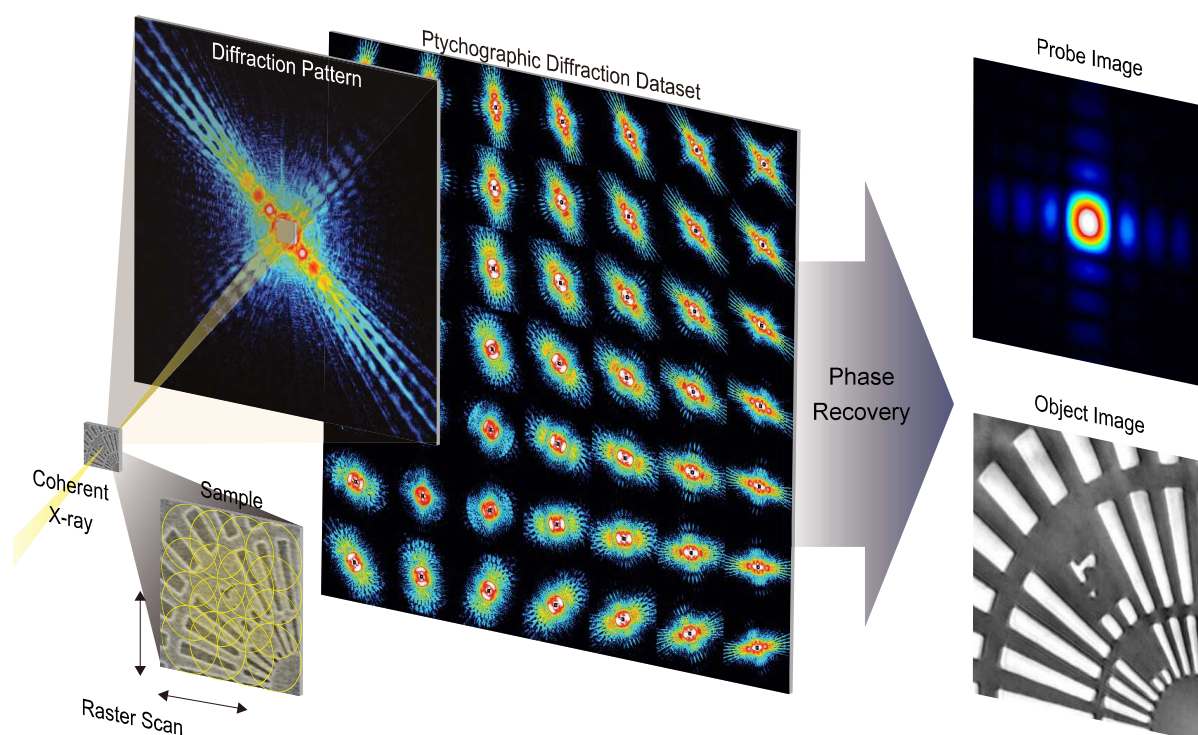 Diffraction Pattern
Ptychographic Diffraction Dataset
Probe Image
Phase
Recovery
Object Image
Coherent
X-ray
Sample
Raster Scan